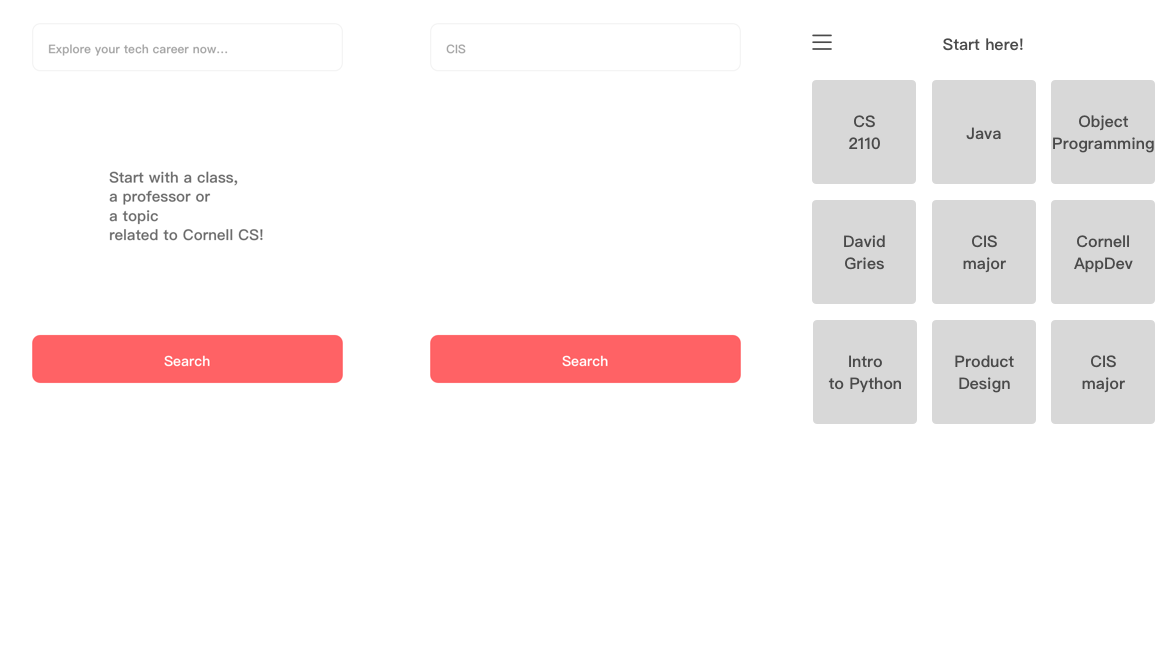 Explore your tech career now...
Start with a class,
a professor or
a topic
related to Cornell CS!
Search
CIS
Search
Start here!
CS
2110
Java
Object
Programming
David
Gries
CIS
major
Cornell
AppDev
Intro
to Python
Product
Design
CIS
major